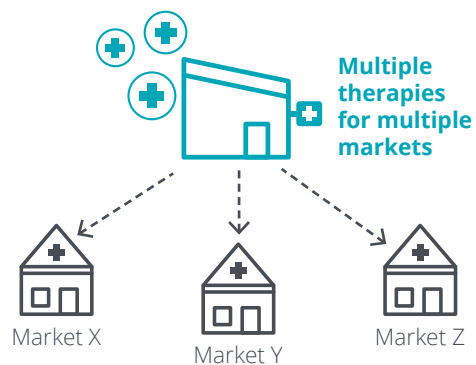 Multiple
therapies
for multiple
markets
Market X
Market Y
Market Z